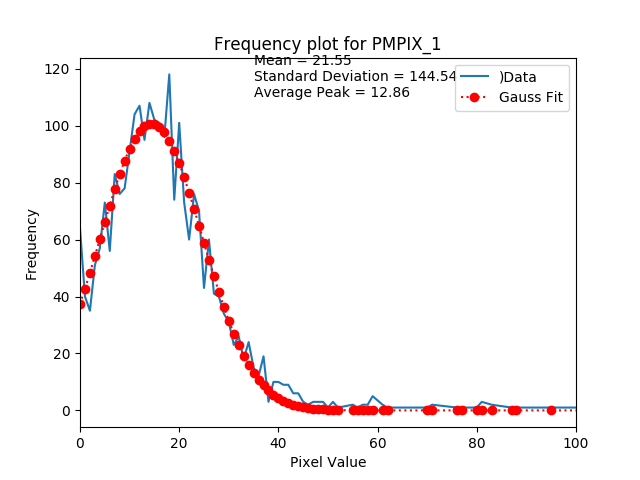 Frequency plot for PMPIX_1
Mean = 21.55
Standard Deviation = 144.54
Average Peak = 12.86
)Data
Gauss Fit
Frequency
120
100
80
60
40
20
0
0 20 40 60 80 100
Pixel Value